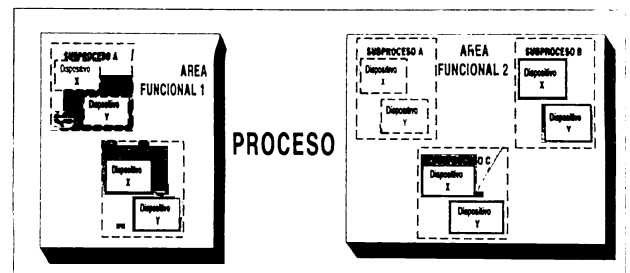 SUBPROCESO A
Dispositivo
X
Dispositivo
Y
AREA
FUNCIONAL 1
Dispositivo
X
Dispositivo
Y
PROCESO
SUBPROCESO A
Dispositivo
X
Dispositivo
Y
AREA
FUNCIONAL 2
SUBPROCESO B
Dispositivo
X
Dispositivo
Y
Dispositivo
X
Dispositivo
Y